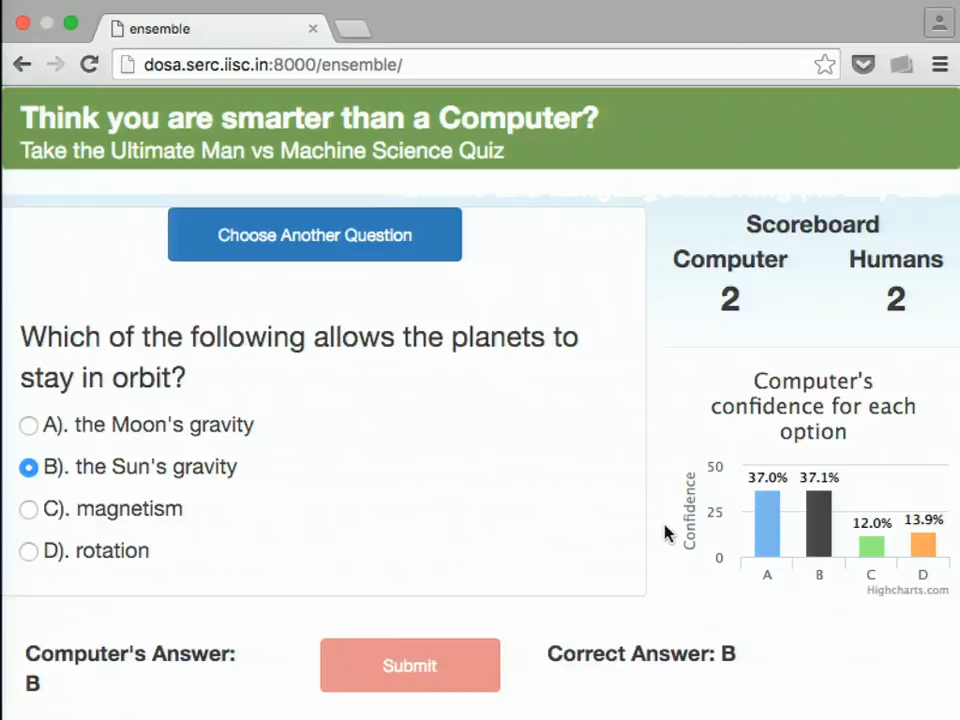 ensemble
dosa.serc.iisc.in:8000/ensemble/
Think you are smarter than a Computer?
Take the Ultimate Man vs Machine Science Quiz
Choose Another Question
Which of the following allows the planets to
stay in orbit?
A). the Moon's gravity
B). the Sun's gravity
C). magnetism
D). rotation
Scoreboard
Computer Humans
2 2
Computer's
confidence for each
option
Confidence
50
25
0
37.0% 37.1% 12.0% 13.9%
A B C D
Highcharts.com
Computer's Answer:
B
Submit
Correct Answer: B